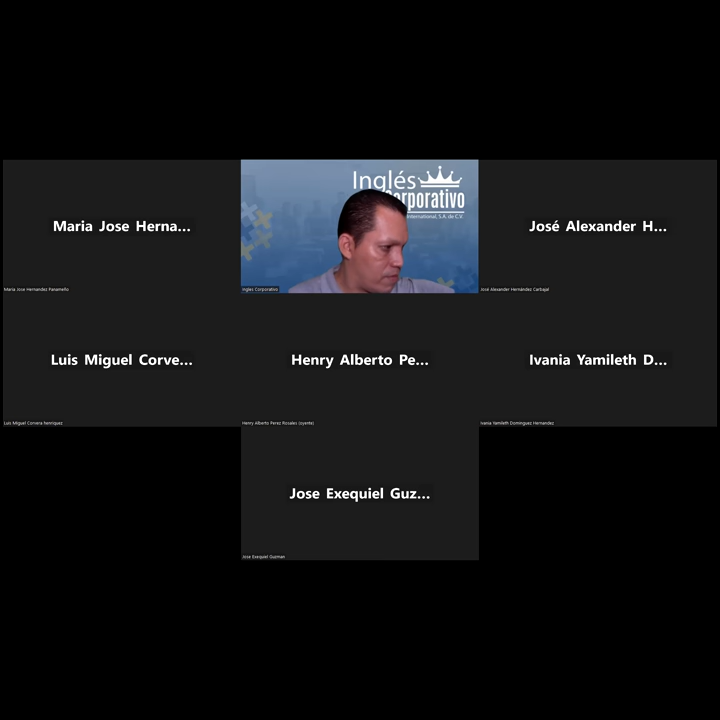 Maria Jose Herna...
Maria Jose Hernandez Panamello
Inglés
Corporativo
International, S.A. de C.V.
Ingles Corporativo
José Alexander H...
José Alexander Hernández Carbajal
Luis Miguel Corve...
Luis Miguel Corvera henriquez
Henry Alberto Pe...
Henry Alberto Perez Rosales (oyente)
Ivania Yamileth D...
Ivania Yamileth Dominguez Hernandez
Jose Exequiel Guz...
Jose Exequiel Guzman